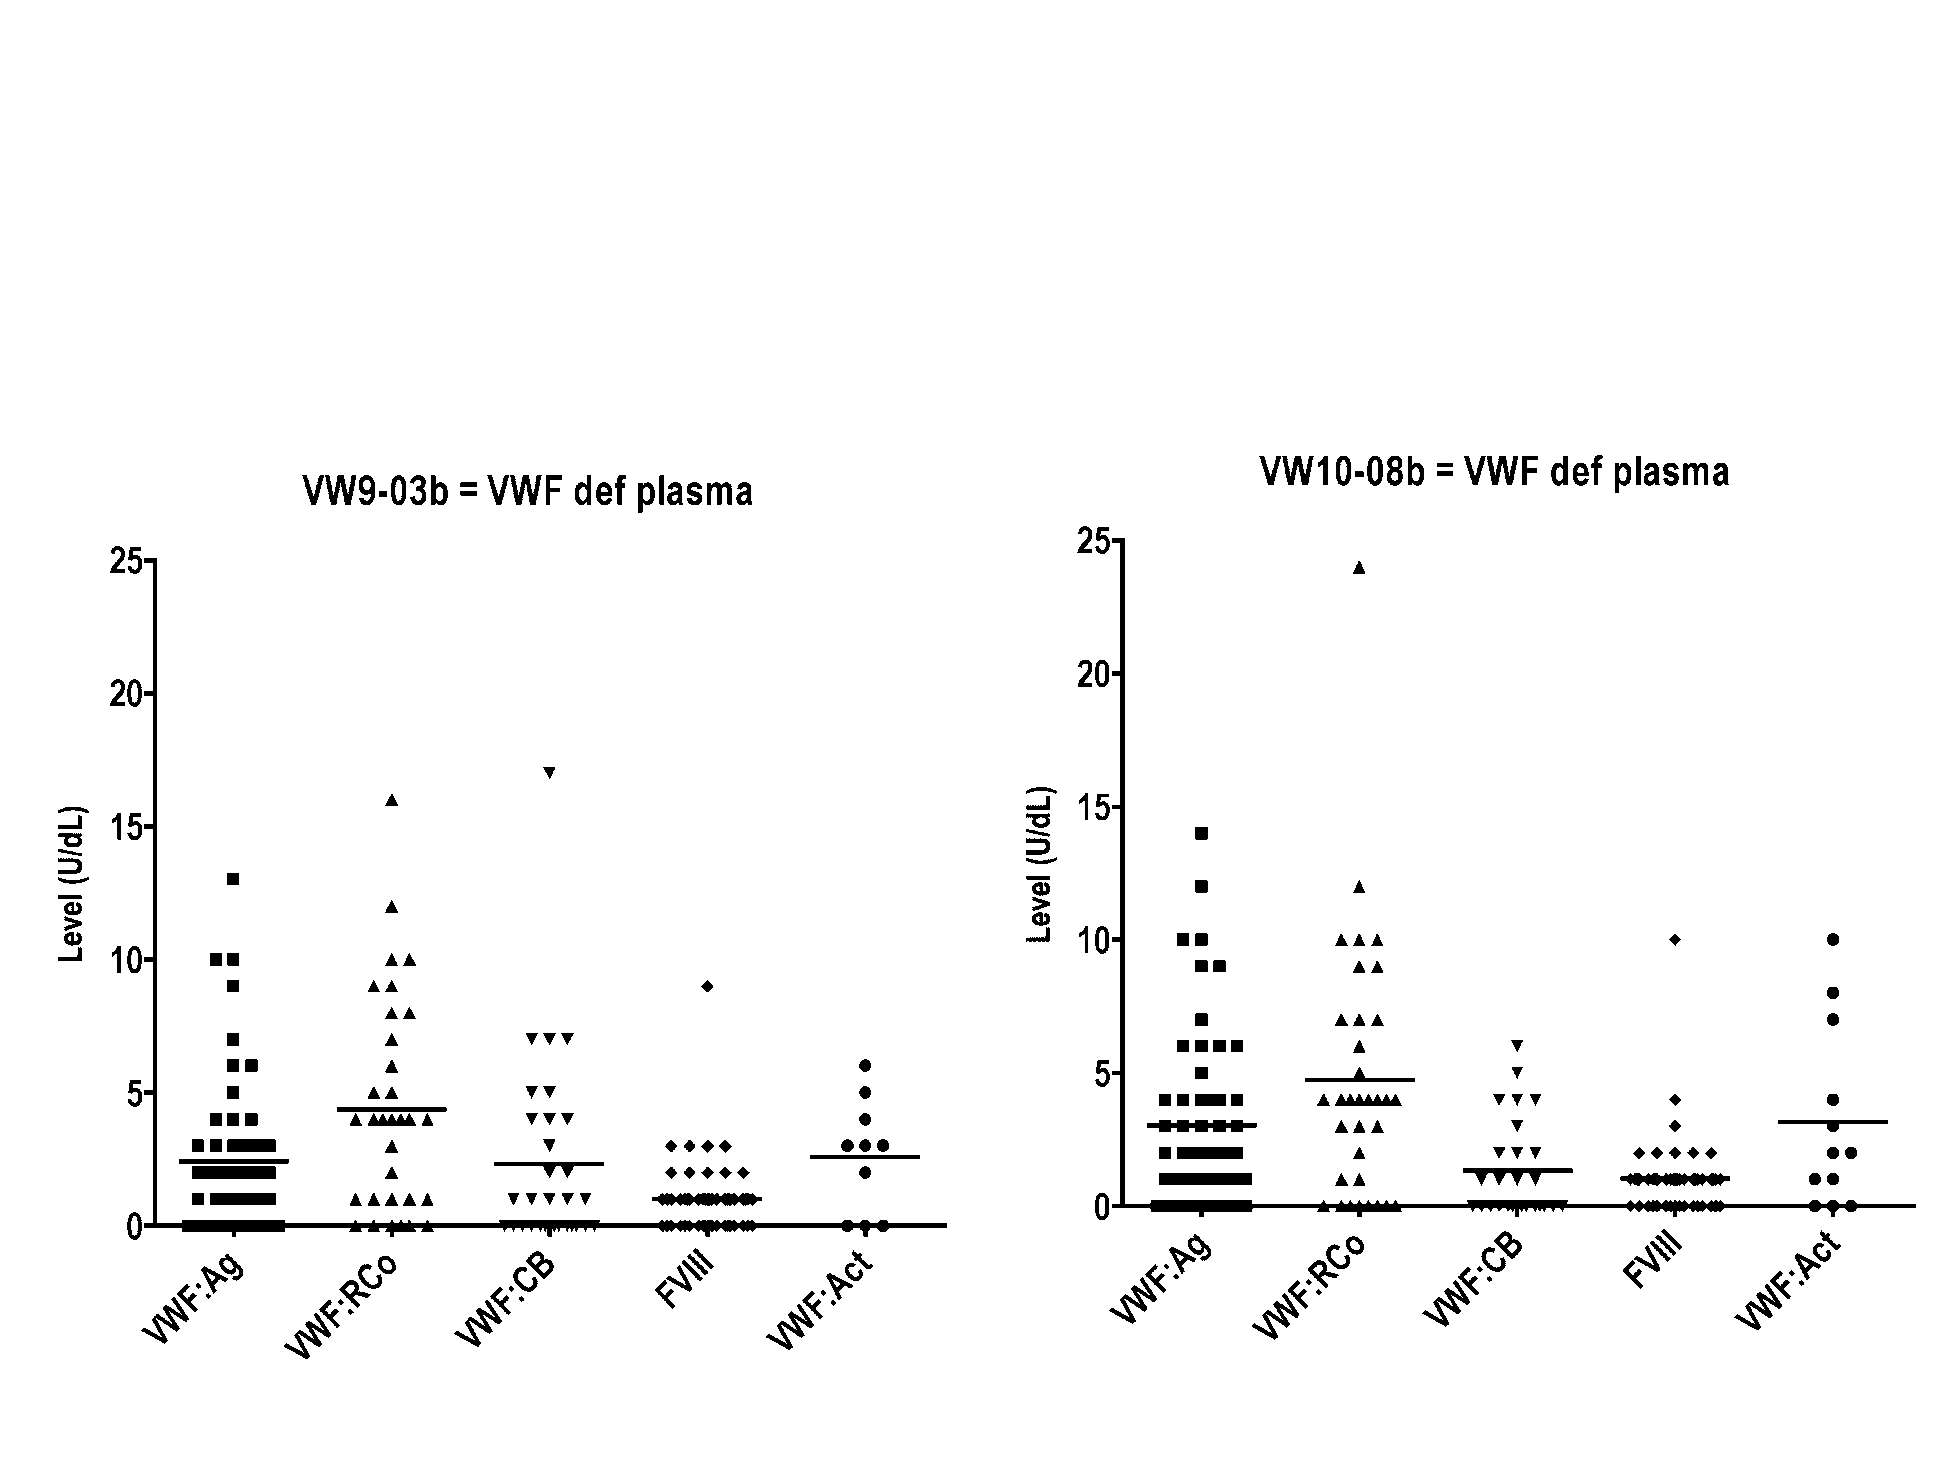 VW9-03b = VWF def plasma
25
20
15
10
5
0
Level (U/dL)
VWF:Ag
VWF:RCo
VWF:CB
FVIII
VWF:Act
VW10-08b = VWF def plasma
25
20
15
10
5
0
Level (U/dL)
VWF:Ag
VWF:RCo
VWF:CB
FVIII
VWF:Act